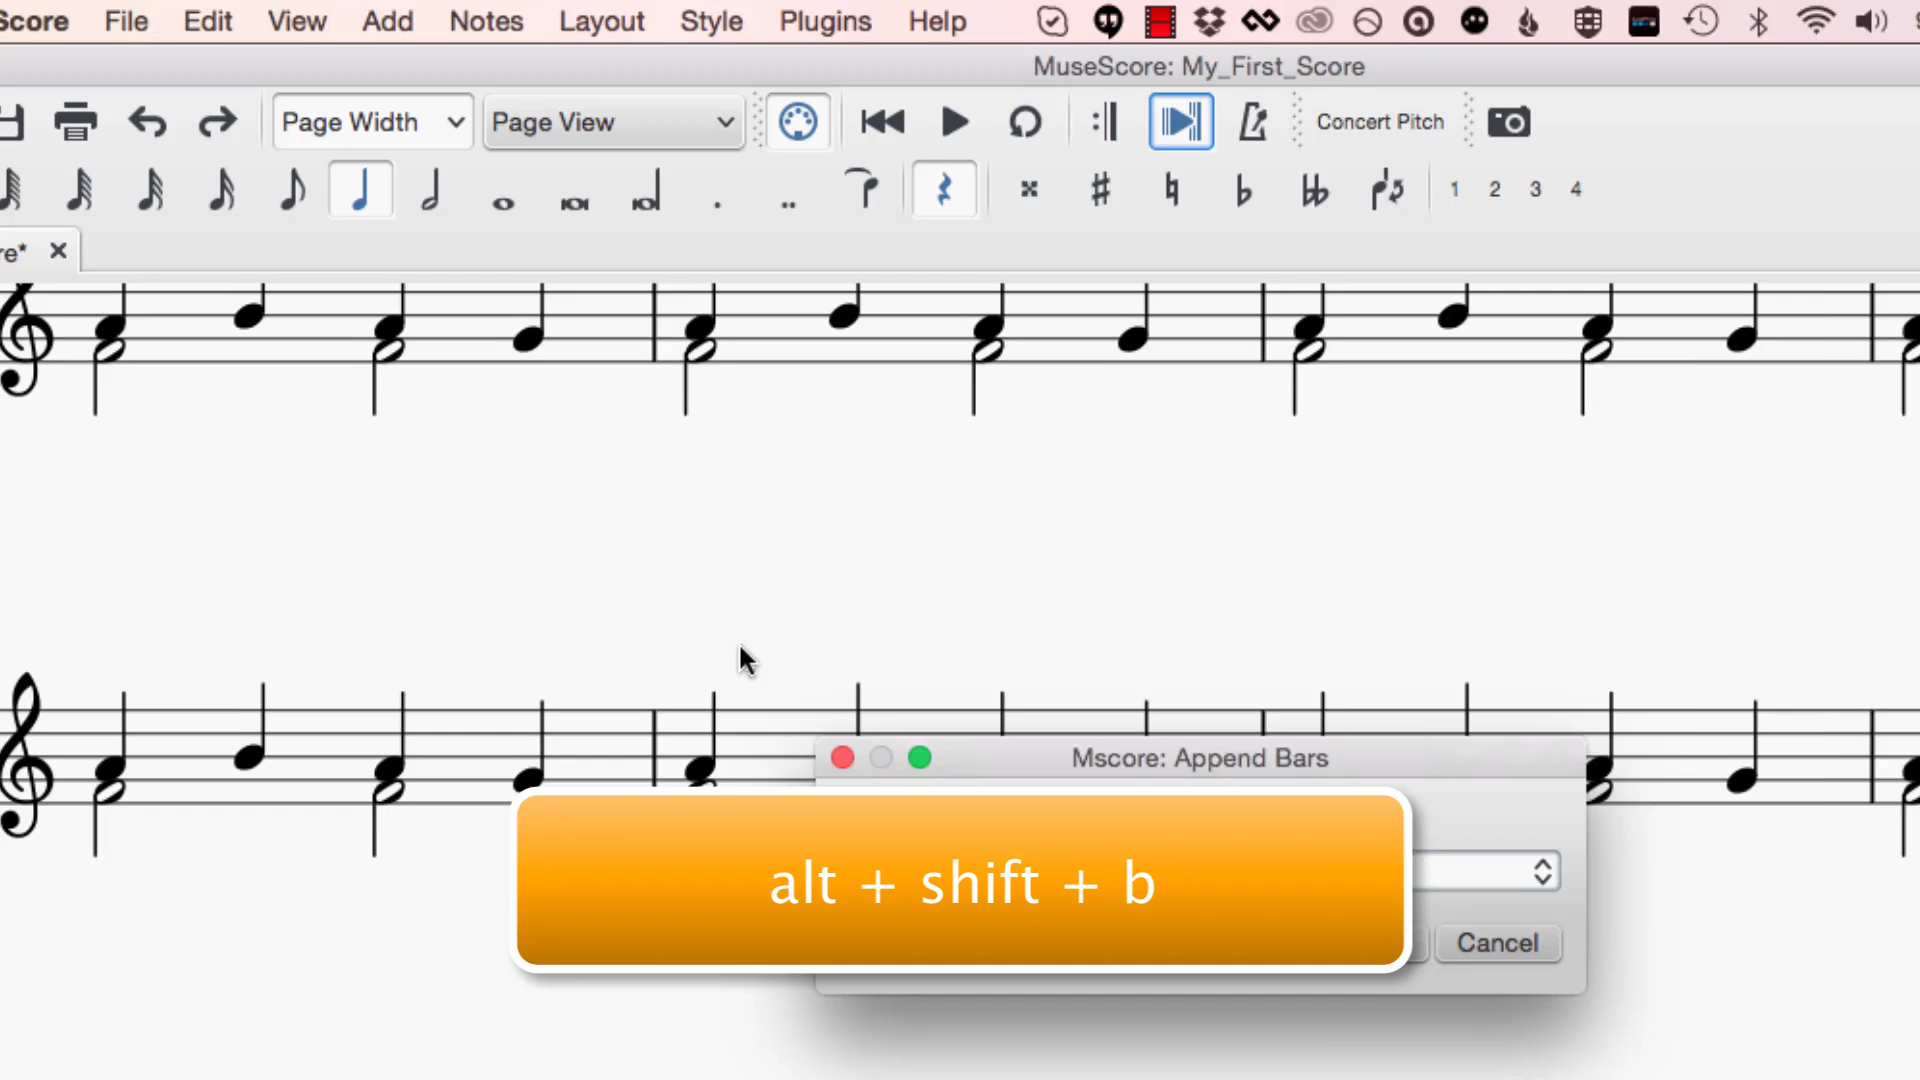 Score File Edit View Add Notes Layout Style Plugins Help
MuseScore: My_First_Score
Page Width Page View Concert Pitch
1 2 3 4
re*
Mscore: Append Bars
alt + shift + b
Cancel